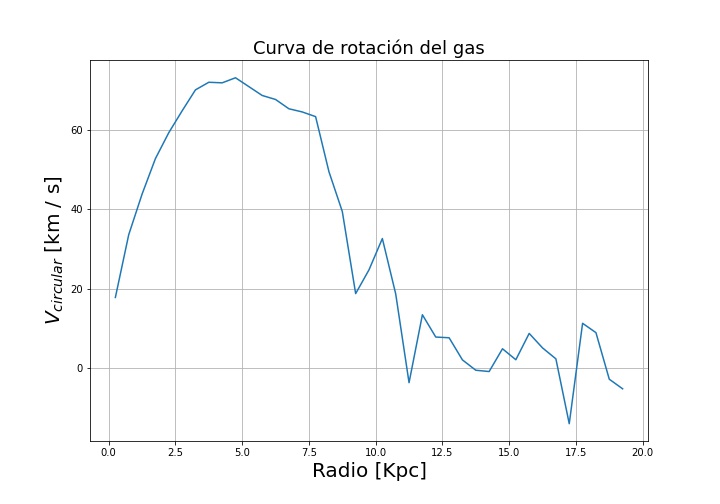 Curva de rotación del gas
V_circular [km / s]
60
40
20
0
0.0 2.5 5.0 7.5 10.0 12.5 15.0 17.5 20.0
Radio [Kpc]